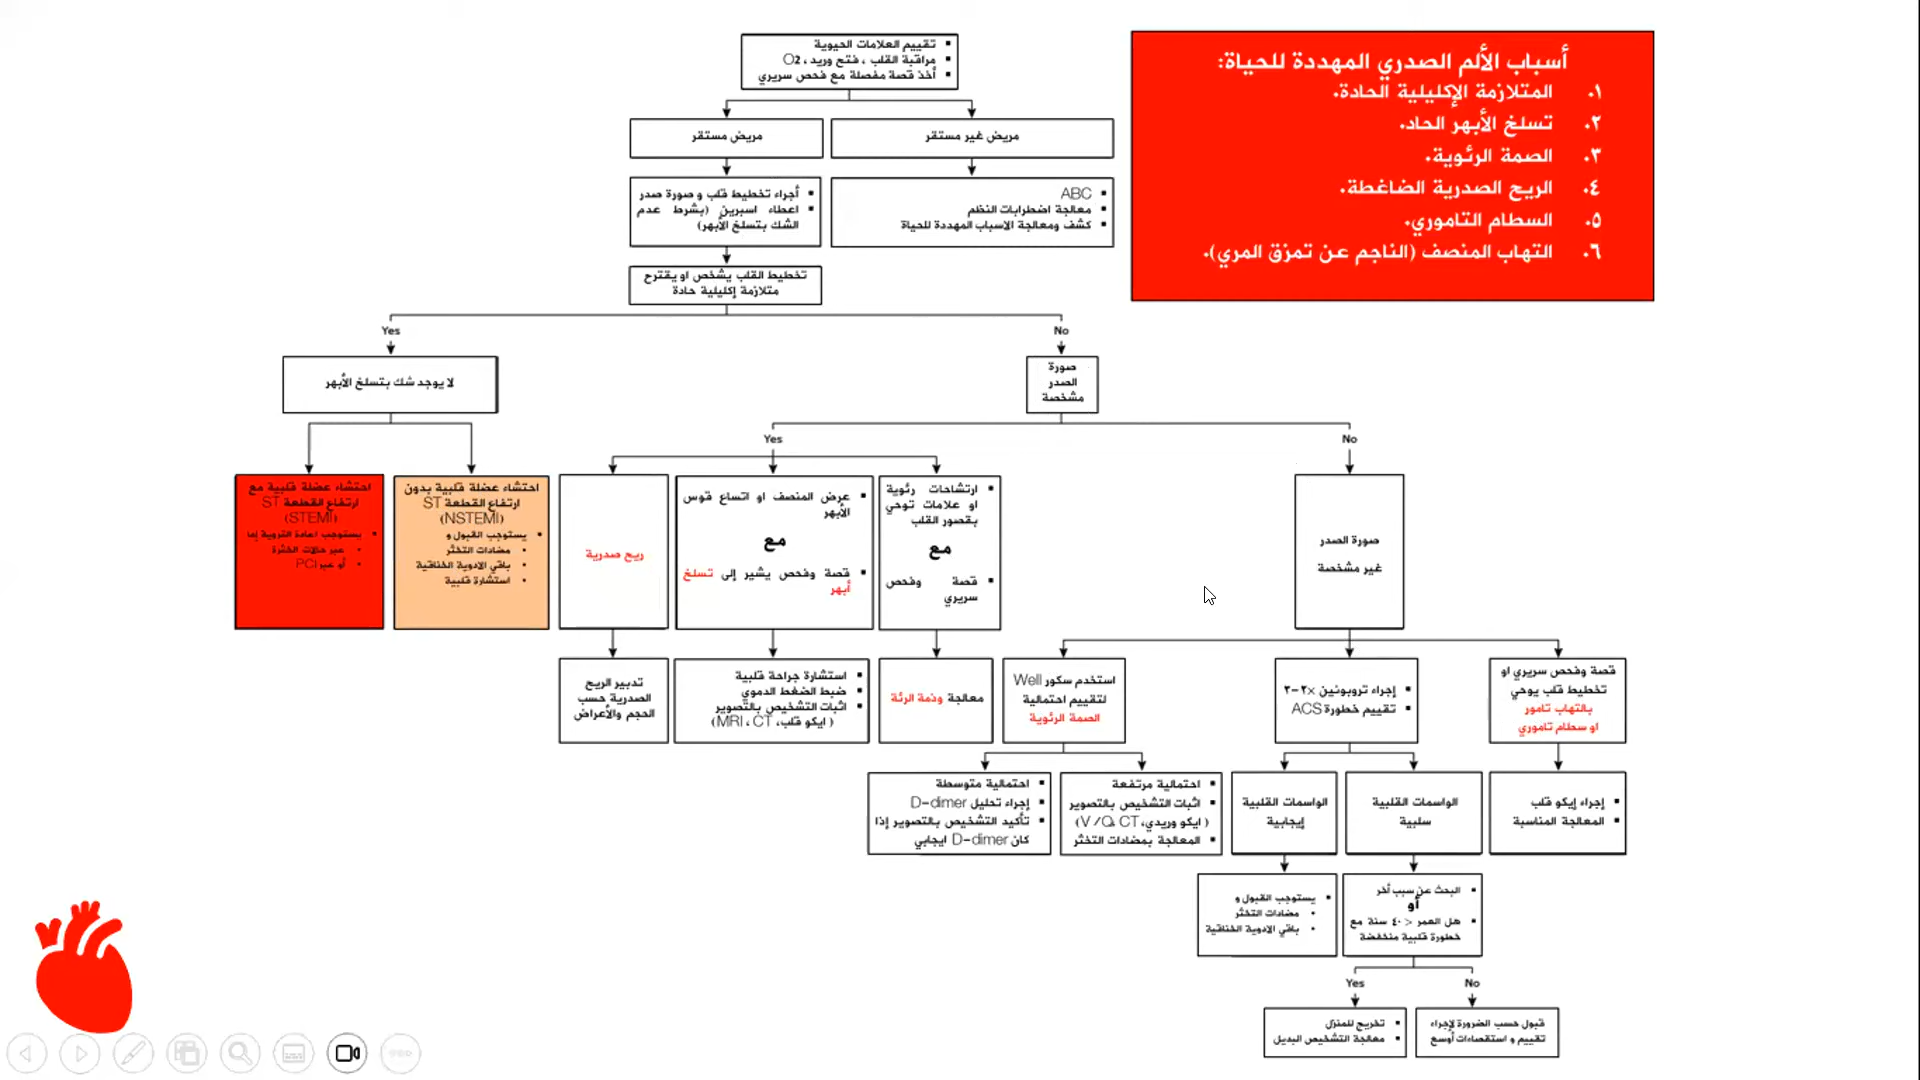 أسباب الألم الصدري المهددة للحياة:
١. المتلازمة الإكليلية الحادة.
٢. تسلخ الأبهر الحاد.
٣. الصمة الرئوية.
٤. الريح الصدرية الضاغطة.
٥. السطام التاموري.
٦. التهاب المنصف (الناجم عن تمزق المري).
تقييم العلامات الحيوية
مراقبة القلب ، فتح وريد ، O2
أخذ قصة مفصلة مع فحص سريري
مريض غير مستقر
مريض مستقر
ABC
معالجة اضطرابات النظم
كشف ومعالجة الاسباب المهددة للحياة
أجراء تخطيط قلب و صورة صدر
اعطاء اسبرين (بشرط عدم
الشك بتسلخ الأبهر)
تخطيط القلب يشخص او يقترح
متلازمة إكليلية حادة
Yes
No
لا يوجد شك بتسلخ الأبهر
صورة
الصدر
مشخصة
Yes
No
احتشاء عضلة قلبية مع
ارتفاع القطعة ST
(STEMI)
يستوجب اعادة التروية إما
عبر حالات الخثرة
أو عبر PCI
احتشاء عضلة قلبية بدون
ارتفاع القطعة ST
(NSTEMI)
يستوجب القبول و
مضادات التخثر
باقي الادوية الخناقية
استشارة قلبية
ريح صدرية
عرض المنصف او اتساع قوس
الأبهر
مع
قصة وفحص يشير إلى تسلخ
أبهر
ارتشاحات رئوية
او علامات توحي
بقصور القلب
مع
قصة وفحص
سريري
صورة الصدر
غير مشخصة
تدبير الريح
الصدرية حسب
الحجم والأعراض
استشارة جراحة قلبية
ضبط الضغط الدموي
اثبات التشخيص بالتصوير
( ايكو قلب، MRI ، CT)
معالجة وذمة الرئة
استخدم سكور Well
لتقييم احتمالية
الصمة الرئوية
إجراء تروبونين ×٢-٣
تقييم خطورة ACS
قصة وفحص سريري او
تخطيط قلب يوحي
بالتهاب تامور
او سطام تاموري
احتمالية متوسطة
إجراء تحليل D-dimer
تأكيد التشخيص بالتصوير إذا
كان D-dimer ايجابي
احتمالية مرتفعة
اثبات التشخيص بالتصوير
( ايكو وريدي، V/Q، CT)
المعالجة بمضادات التخثر
الواسمات القلبية
إيجابية
الواسمات القلبية
سلبية
إجراء إيكو قلب
المعالجة المناسبة
يستوجب القبول و
مضادات التخثر
باقي الادوية الخناقية
البحث عن سبب أخر
أو
هل العمر < ٤٠ سنة مع
خطورة قلبية منخفضة
Yes
No
تخريج للمنزل
معالجة التشخيص البديل
قبول حسب الضرورة لإجراء
تقييم و استقصاءات أوسع